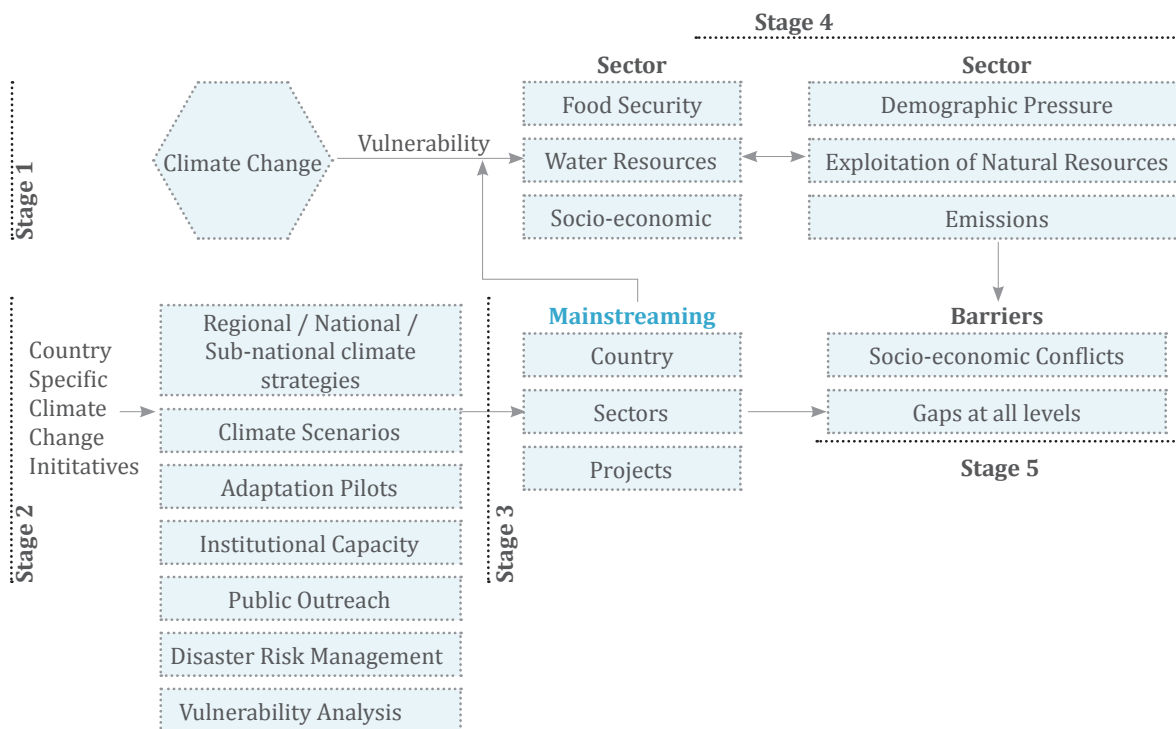 Stage 4
Stage 1
Climate Change
Vulnerability
Sector
Food Security
Water Resources
Socio-economic
Sector
Demographic Pressure
Exploitation of Natural Resources
Emissions
Stage 2
Country
Specific
Climate
Change
Inititatives
Regional / National /
Sub-national climate
strategies
Climate Scenarios
Adaptation Pilots
Institutional Capacity
Public Outreach
Disaster Risk Management
Vulnerability Analysis
Stage 3
Mainstreaming
Country
Sectors
Projects
Barriers
Socio-economic Conflicts
Gaps at all levels
Stage 5